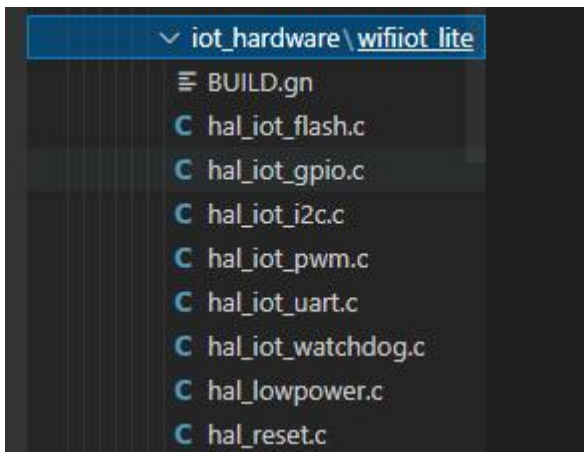 iot_hardware\wifiiot_lite
BUILD.gn
C hal_iot_flash.c
C hal_iot_gpio.c
C hal_iot_i2c.c
C hal_iot_pwm.c
C hal_iot_uart.c
C hal_iot_watchdog.c
C hal_lowpower.c
C hal_reset.c